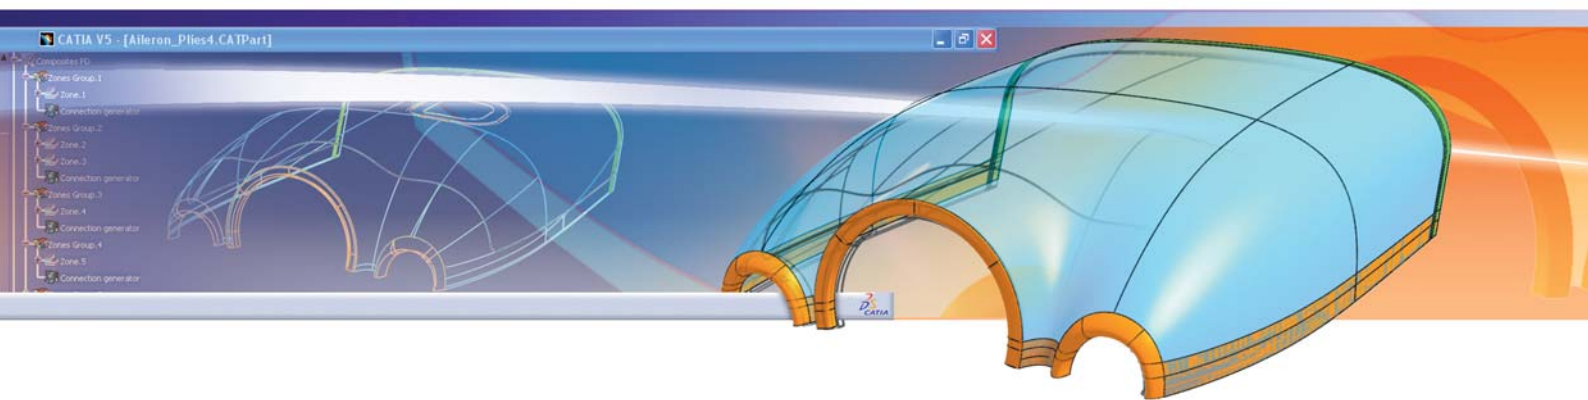 CATIA V5 - [Aileron_Plies4.CATPart]
Composites PD
Zones Group.1
Zone.1
Connection generator
Zones Group.2
Zone.2
Zone.3
Connection generator
Zones Group.3
Zone.4
Connection generator
Zones Group.4
Zone.5
Connection generator
CATIA